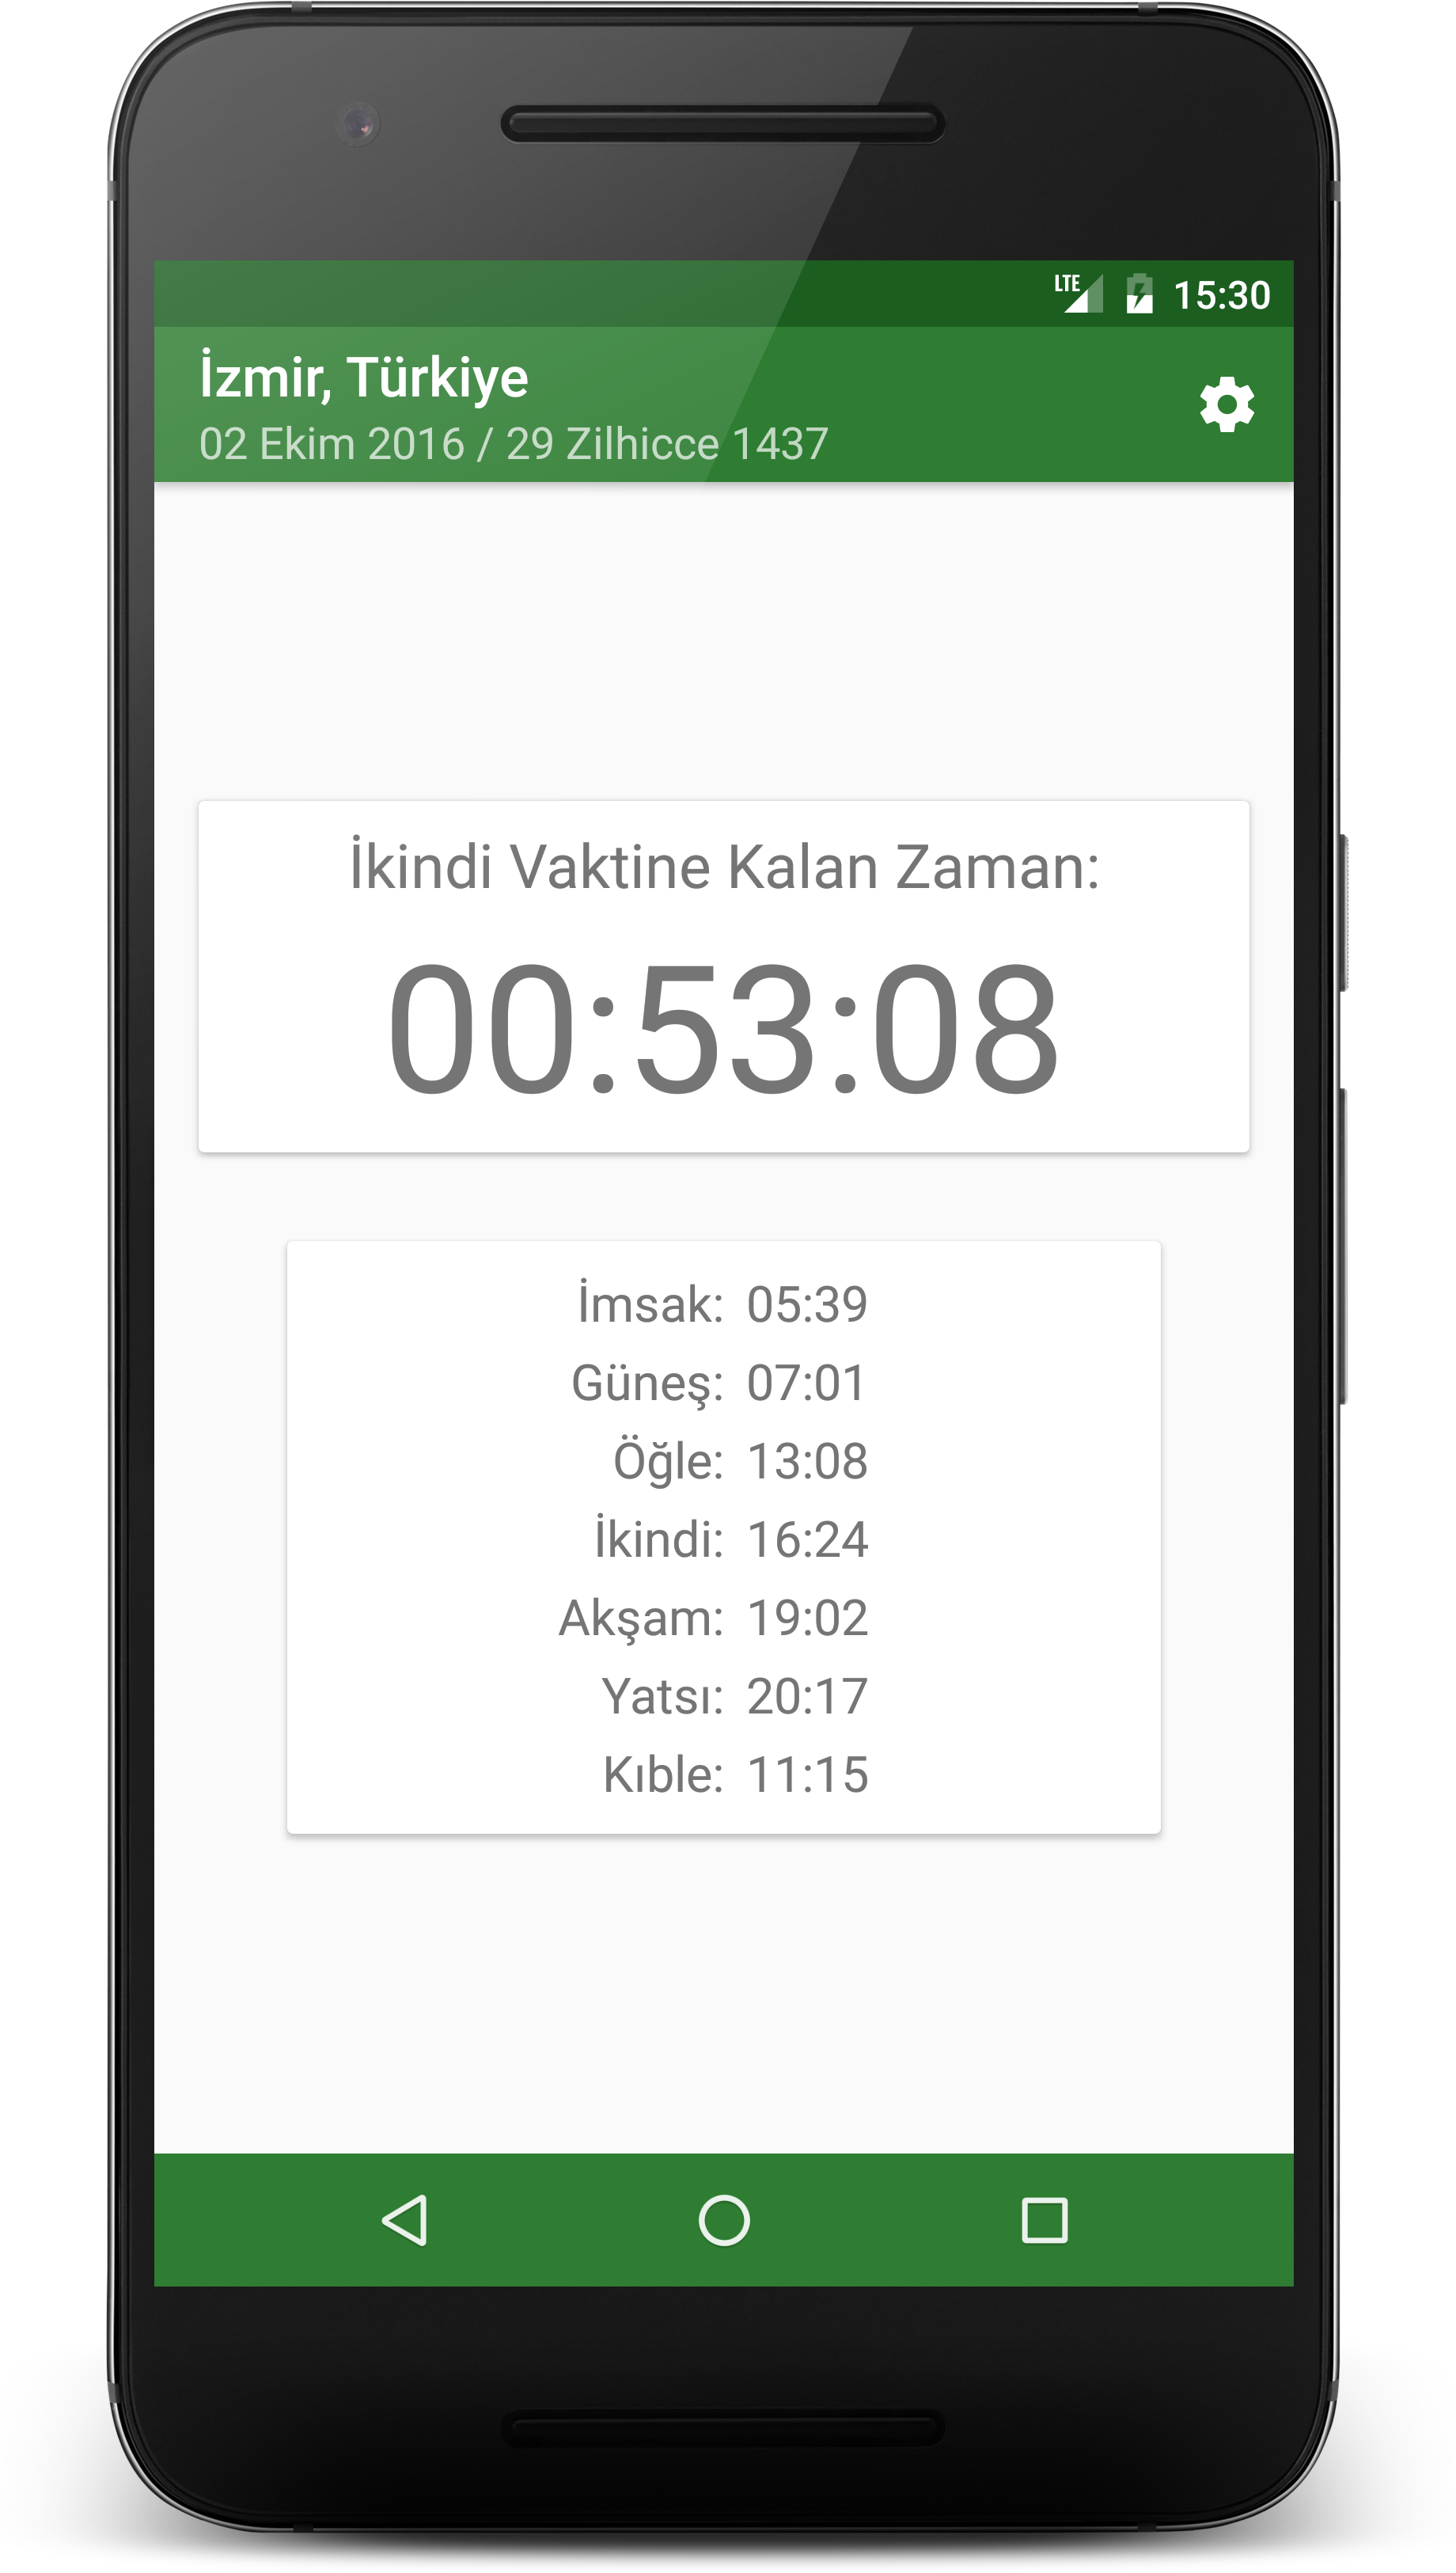 LTE 15:30
İzmir, Türkiye
02 Ekim 2016 / 29 Zilhicce 1437
İkindi Vaktine Kalan Zaman:
00:53:08
İmsak: 05:39
Güneş: 07:01
Öğle: 13:08
İkindi: 16:24
Akşam: 19:02
Yatsı: 20:17
Kıble: 11:15